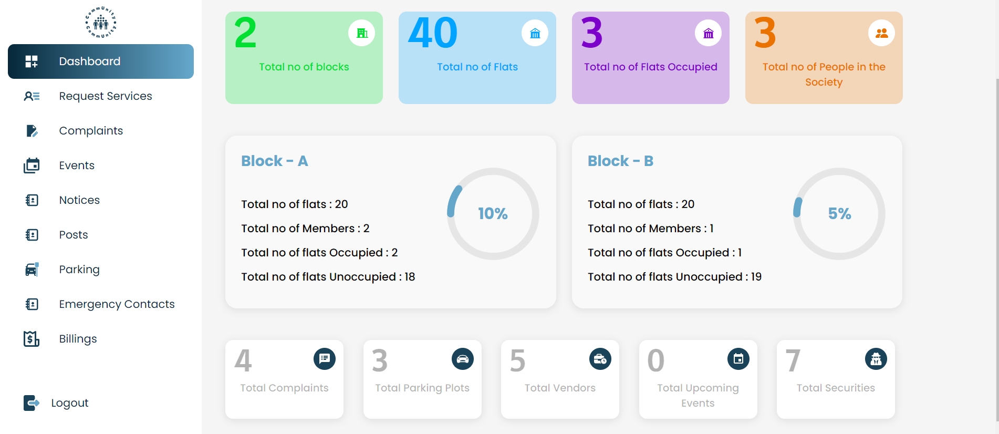 CommUnity
CommUnity
Dashboard
Request Services
Complaints
Events
Notices
Posts
Parking
Emergency Contacts
Billings
Logout
2
Total no of blocks
40
Total no of Flats
3
Total no of Flats Occupied
3
Total no of People in the
Society
Block - A
Total no of flats : 20
Total no of Members : 2
Total no of flats Occupied : 2
Total no of flats Unoccupied : 18
10%
Block - B
Total no of flats : 20
Total no of Members : 1
Total no of flats Occupied : 1
Total no of flats Unoccupied : 19
5%
4
Total Complaints
3
Total Parking Plots
5
Total Vendors
0
Total Upcoming
Events
7
Total Securities